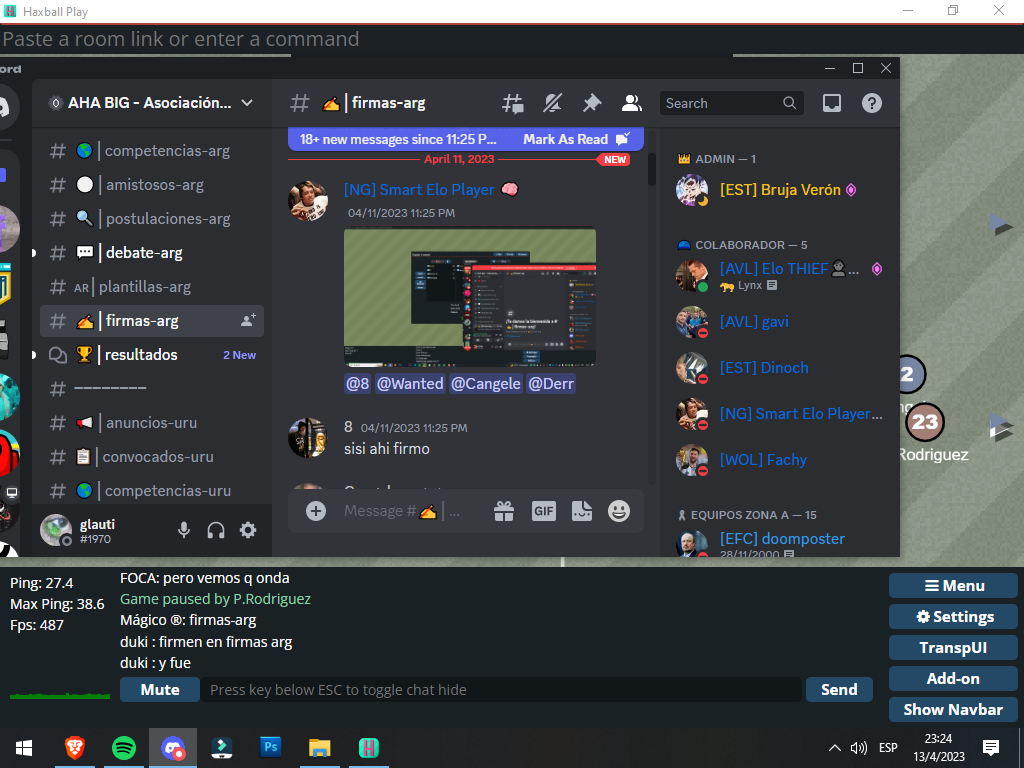 Haxball Play
Paste a room link or enter a command
ord
AHA BIG - Asociación...
firmas-arg
Search
18+ new messages since 11:25 P...
Mark As Read
April 11, 2023
NEW
competencias-arg
amistosos-arg
postulaciones-arg
debate-arg
AR| plantillas-arg
firmas-arg
resultados
2 New
---------
anuncios-uru
convocados-uru
competencias-uru
glauti
#1970
[NG] Smart Elo Player
04/11/2023 11:25 PM
@8 @Wanted @Cangele @Derr
8 04/11/2023 11:25 PM
sisi ahi firmo
Message # | ...
GIF
ADMIN — 1
[EST] Bruja Verón
COLABORADOR — 5
[AVL] Elo THIEF ...
Lynx
[AVL] gavi
[EST] Dinoch
[NG] Smart Elo Player...
[WOL] Fachy
EQUIPOS ZONA A — 15
[EFC] doomposter
28/11/2000
2
23
Rodriguez
Ping: 27.4
Max Ping: 38.6
Fps: 487
FOCA: pero vemos q onda
Game paused by P.Rodriguez
Mágico ®: firmas-arg
duki : firmen en firmas arg
duki : y fue
Mute
Press key below ESC to toggle chat hide
Send
Menu
Settings
TranspUI
Add-on
Show Navbar
Ps
ESP
23:24
13/4/2023